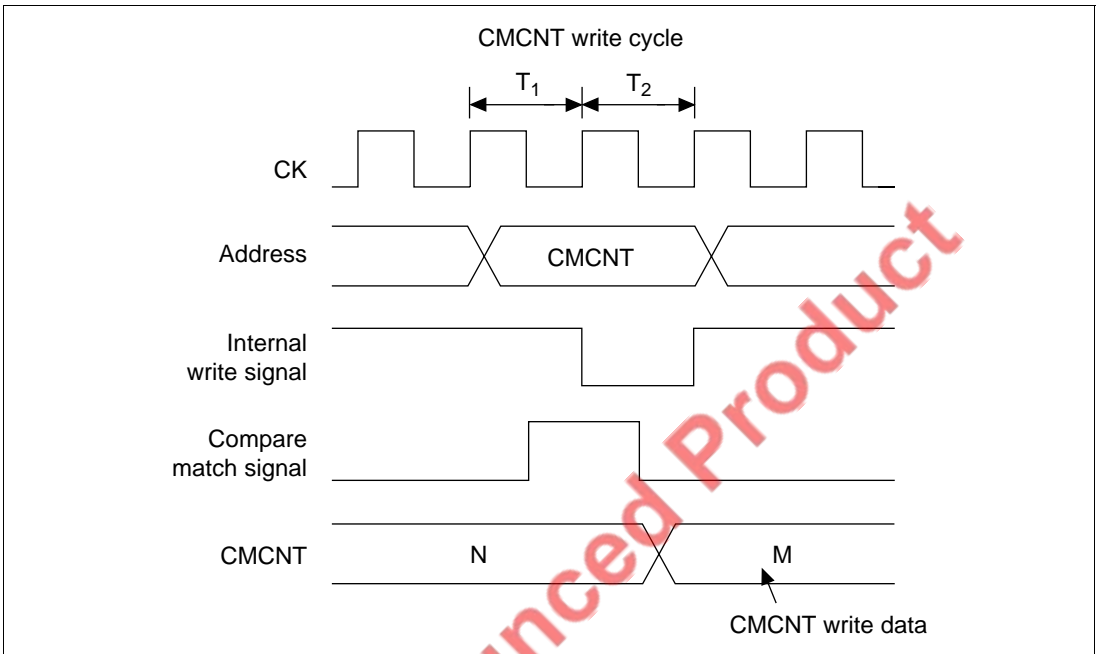 CMCNT write cycle
T1 T2
CK
Address
CMCNT
Internal
write signal
Compare
match signal
CMCNT
N
M
CMCNT write data
nced Product